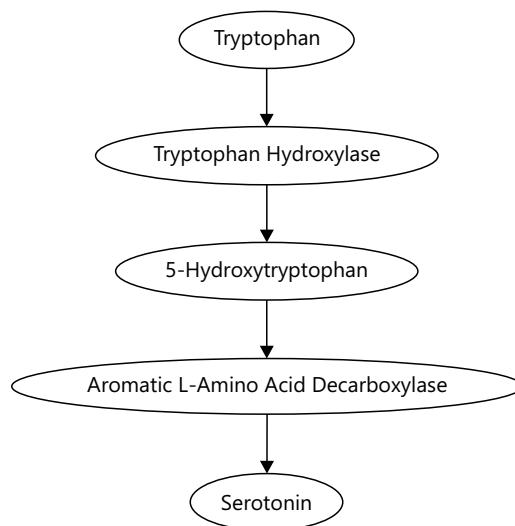 Tryptophan
Tryptophan Hydroxylase
5-Hydroxytryptophan
Aromatic L-Amino Acid Decarboxylase
Serotonin